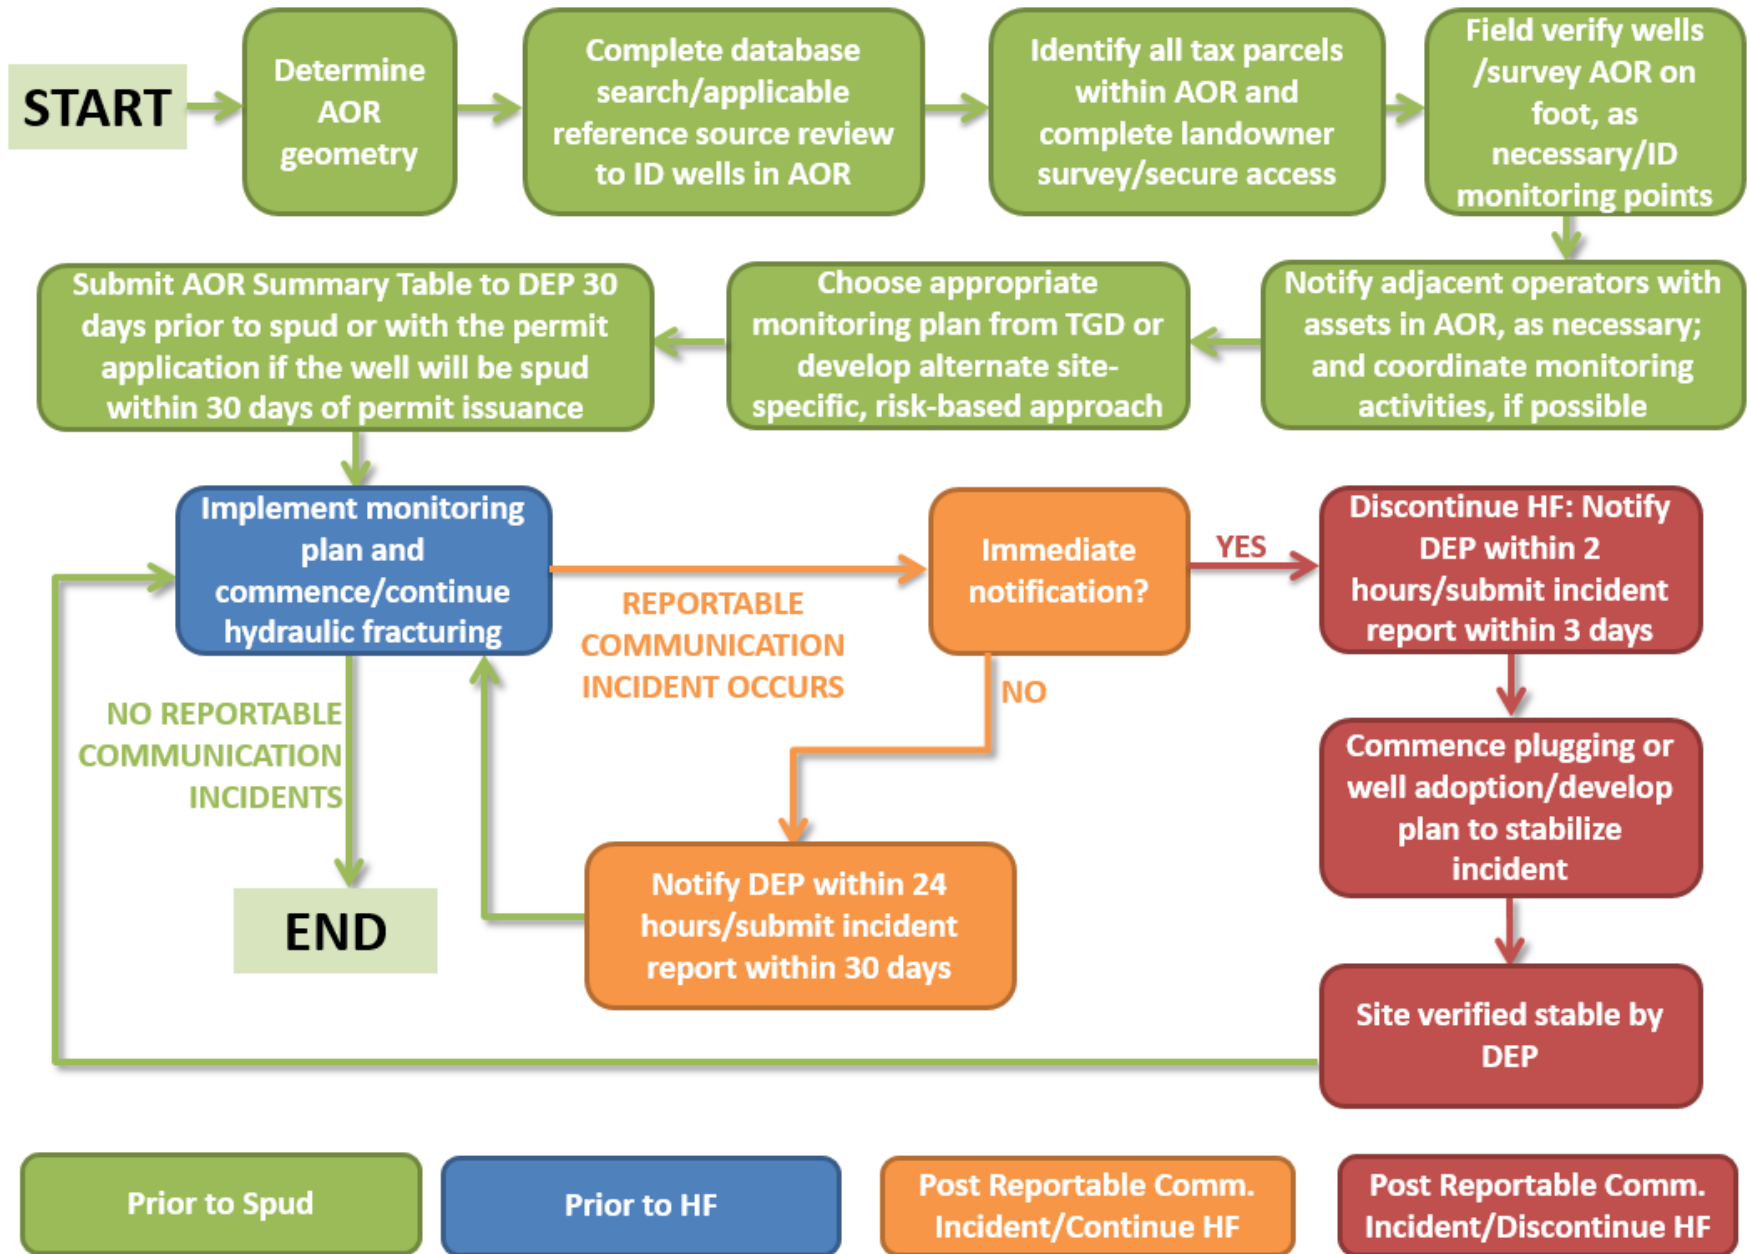 START
Determine
AOR
geometry
Complete database
search/applicable
reference source review
to ID wells in AOR
Identify all tax parcels
within AOR and
complete landowner
survey/secure access
Field verify wells
/survey AOR on
foot, as
necessary/ID
monitoring points
Submit AOR Summary Table to DEP 30
days prior to spud or with the permit
application if the well will be spud
within 30 days of permit issuance
Choose appropriate
monitoring plan from TGD or
develop alternate site-
specific, risk-based approach
Notify adjacent operators with
assets in AOR, as necessary;
and coordinate monitoring
activities, if possible
Implement monitoring
plan and
commence/continue
hydraulic fracturing
REPORTABLE
COMMUNICATION
INCIDENT OCCURS
Immediate
notification?
YES
Discontinue HF: Notify
DEP within 2
hours/submit incident
report within 3 days
NO REPORTABLE
COMMUNICATION
INCIDENTS
NO
Commence plugging or
well adoption/develop
plan to stabilize
incident
END
Notify DEP within 24
hours/submit incident
report within 30 days
Site verified stable by
DEP
Prior to Spud
Prior to HF
Post Reportable Comm.
Incident/Continue HF
Post Reportable Comm.
Incident/Discontinue HF